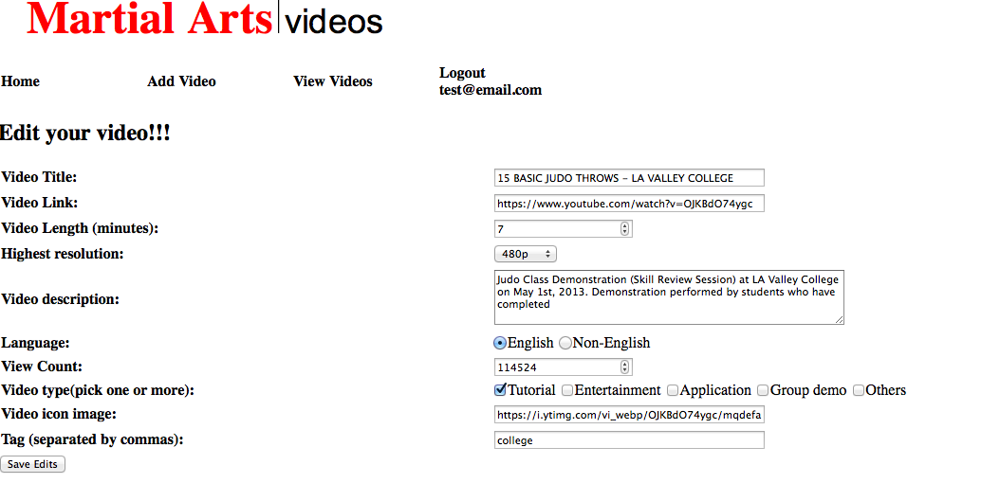 Martial Arts videos
Home Add Video View Videos Logout
test@email.com
Edit your video!!!
Video Title: 15 BASIC JUDO THROWS - LA VALLEY COLLEGE
Video Link: https://www.youtube.com/watch?v=OJKBdO74ygc
Video Length (minutes): 7
Highest resolution: 480p
Video description: Judo Class Demonstration (Skill Review Session) at LA Valley College
on May 1st, 2013. Demonstration performed by students who have
completed
Language: English Non-English
View Count: 114524
Video type(pick one or more): Tutorial Entertainment Application Group demo Others
Video icon image: https://i.ytimg.com/vi_webp/OJKBdO74ygc/mqdefa
Tag (separated by commas): college
Save Edits